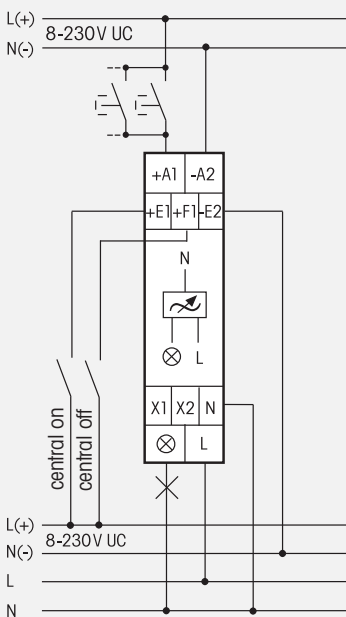 L(+)
8-230V UC
N(-)
+A1 -A2
+E1 +F1 -E2
N
L
central on
central off
X1 X2 N
L
L(+)
8-230V UC
N(-)
L
N